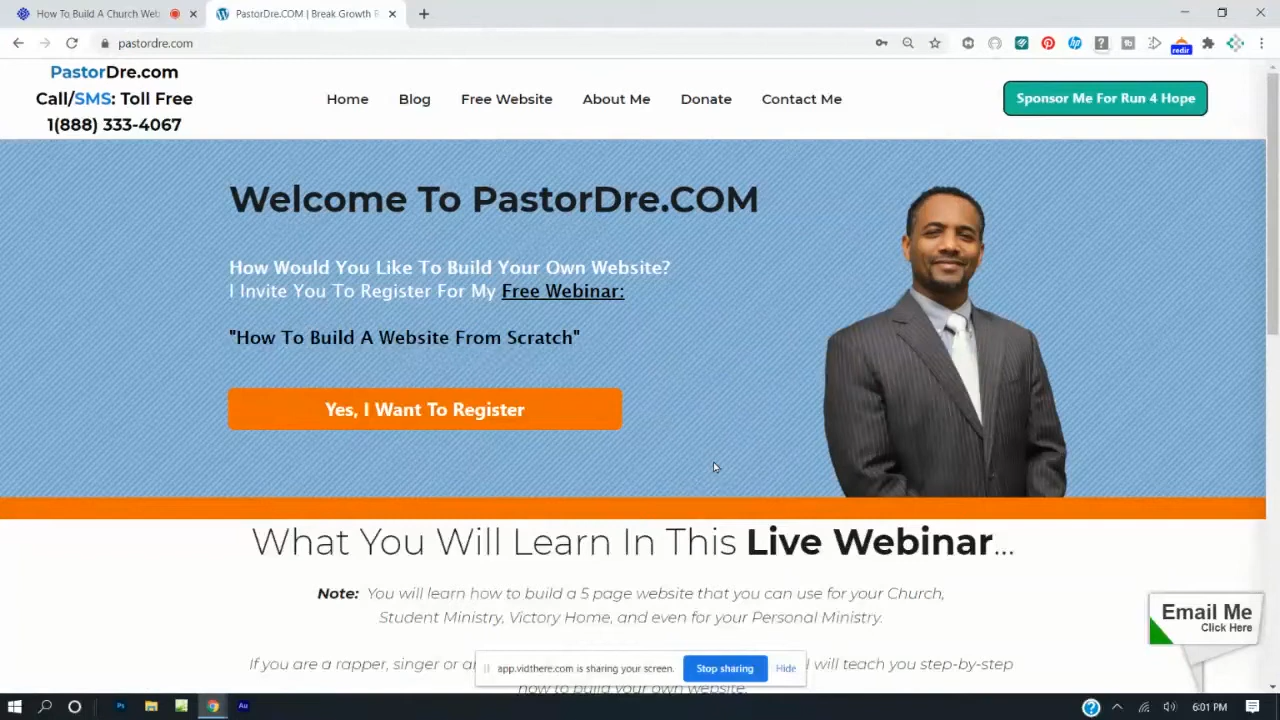 How To Build A Church Web
PastorDre.COM | Break Growth B
pastordre.com
redir
PastorDre.com
Call/SMS: Toll Free
1(888) 333-4067
Home
Blog
Free Website
About Me
Donate
Contact Me
Sponsor Me For Run 4 Hope
Welcome To PastorDre.COM
How Would You Like To Build Your Own Website?
I Invite You To Register For My Free Webinar:
"How To Build A Website From Scratch"
Yes, I Want To Register
What You Will Learn In This Live Webinar...
Note: You will learn how to build a 5 page website that you can use for your Church,
Student Ministry, Victory Home, and even for your Personal Ministry.
Email Me
Click Here
If you are a rapper, singer or
will teach you step-by-step
how to build your own website.
app.vidthere.com is sharing your screen.
Stop sharing
Hide
Ps
Au
6:01 PM